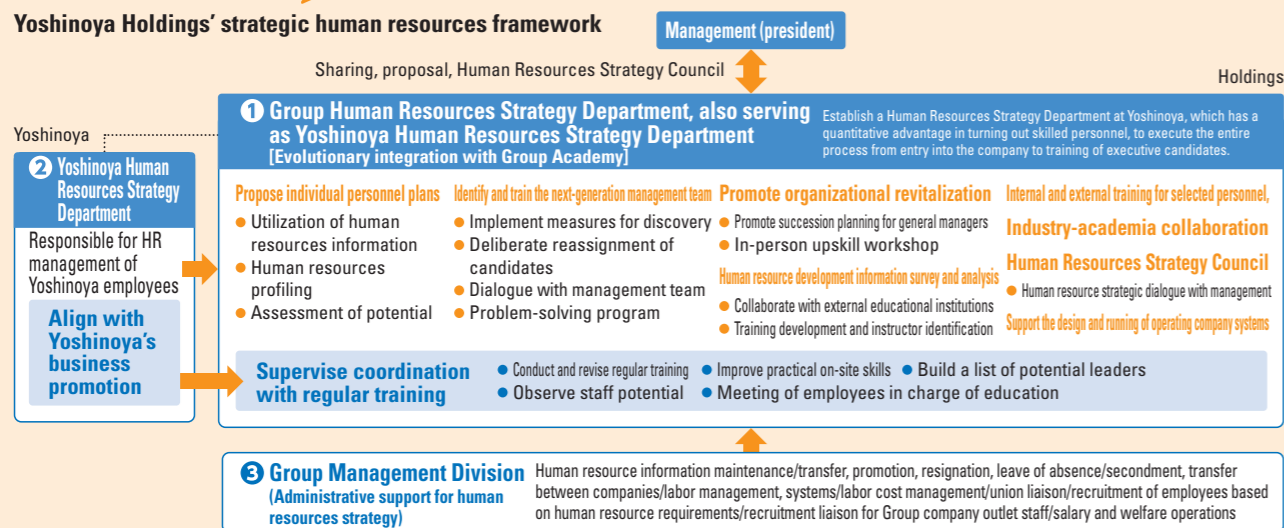 Yoshinoya Holdings’ strategic human resources framework
Management (president)
Sharing, proposal, Human Resources Strategy Council
Holdings
Yoshinoya
❶ Group Human Resources Strategy Department, also serving
as Yoshinoya Human Resources Strategy Department
[Evolutionary integration with Group Academy]
Establish a Human Resources Strategy Department at Yoshinoya, which has a
quantitative advantage in turning out skilled personnel, to execute the entire
process from entry into the company to training of executive candidates.
❷ Yoshinoya Human
Resources Strategy
Department
Responsible for HR
management of
Yoshinoya employees
Align with
Yoshinoya’s
business
promotion
Propose individual personnel plans
● Utilization of human
resources information
● Human resources
profiling
● Assessment of potential
Identify and train the next-generation management team
● Implement measures for discovery
● Deliberate reassignment of
candidates
● Dialogue with management team
● Problem-solving program
Promote organizational revitalization
● Promote succession planning for general managers
● In-person upskill workshop
Human resource development information survey and analysis
● Collaborate with external educational institutions
● Training development and instructor identification
Internal and external training for selected personnel,
Industry-academia collaboration
Human Resources Strategy Council
● Human resource strategic dialogue with management
Support the design and running of operating company systems
Supervise coordination
with regular training
● Conduct and revise regular training ● Improve practical on-site skills ● Build a list of potential leaders
● Observe staff potential ● Meeting of employees in charge of education
❸ Group Management Division
(Administrative support for human
resources strategy)
Human resource information maintenance/transfer, promotion, resignation, leave of absence/secondment, transfer
between companies/labor management, systems/labor cost management/union liaison/recruitment of employees based
on human resource requirements/recruitment liaison for Group company outlet staff/salary and welfare operations